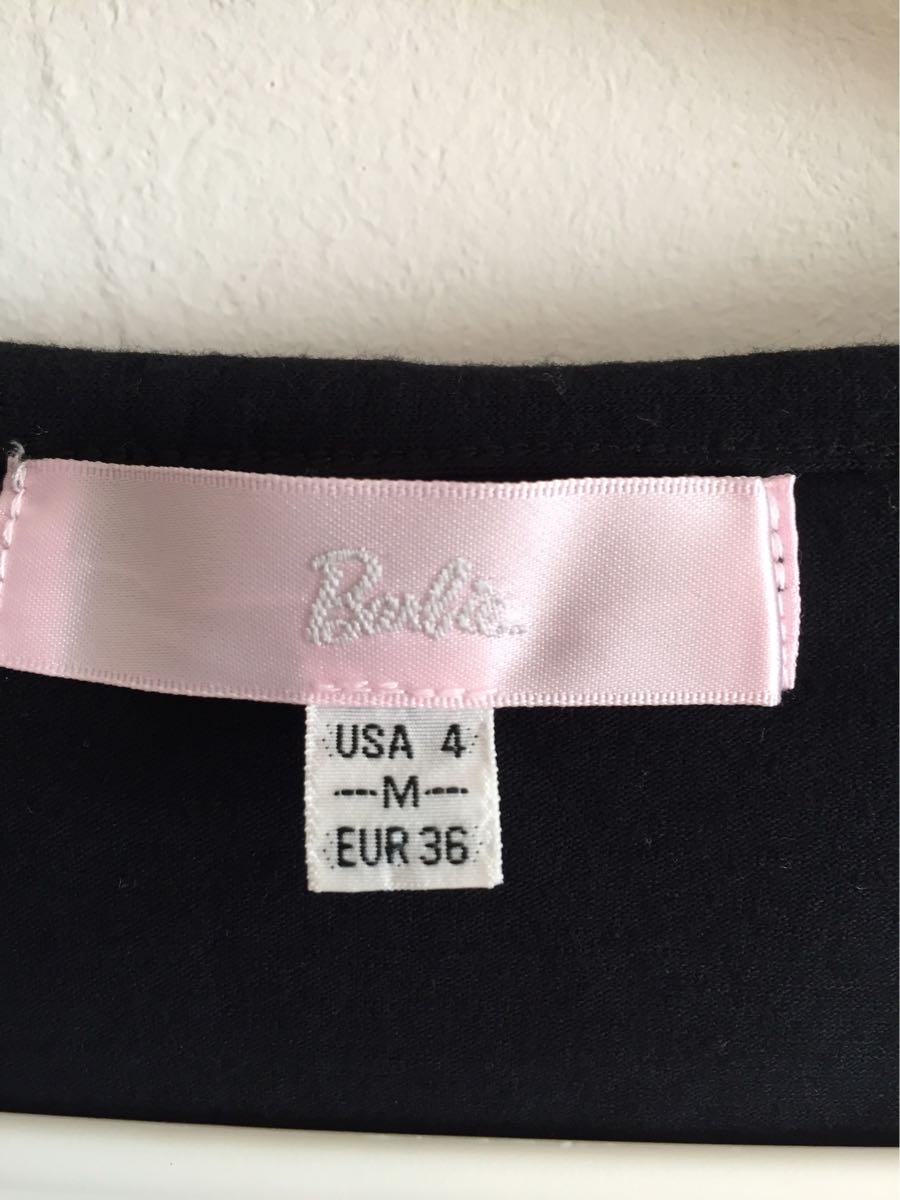 Barbie
USA 4
---M---
EUR 36